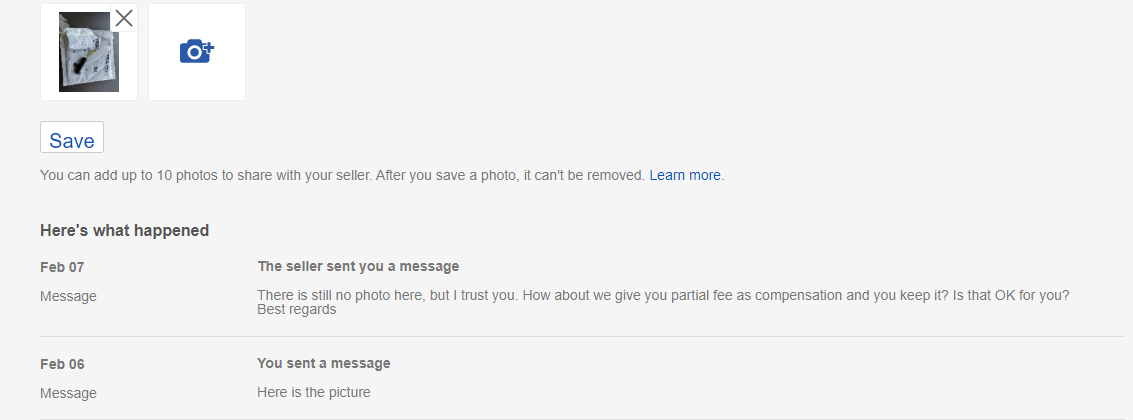 Save
You can add up to 10 photos to share with your seller. After you save a photo, it can't be removed. Learn more.
Here's what happened
Feb 07
The seller sent you a message
Message
There is still no photo here, but I trust you. How about we give you partial fee as compensation and you keep it? Is that OK for you?
Best regards
Feb 06
You sent a message
Message
Here is the picture